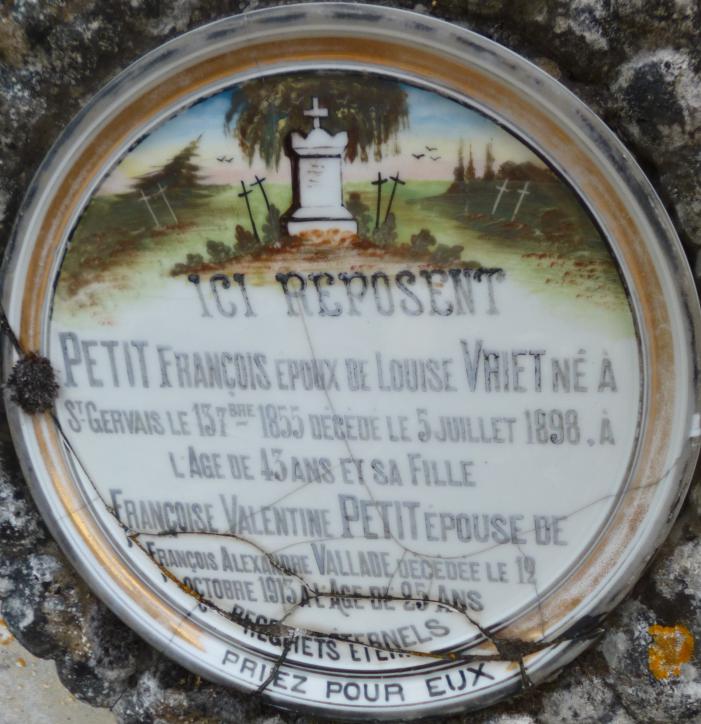 ICI REPOSENT
PETIT FRANÇOIS EPOUX DE LOUISE VRIET NÉ À
ST GERVAIS LE 13 7BRE 1855 DÉCÉDÉ LE 5 JUILLET 1898, À
L'AGE DE 43 ANS ET SA FILLE
FRANÇOISE VALENTINE PETIT ÉPOUSE DE
FRANÇOIS ALEXANDRE VALLADE DÉCÉDÉE LE 12
OCTOBRE 1913 A L'AGE DE ANS
REGRETS ÉTERNELS
PRIEZ POUR EUX